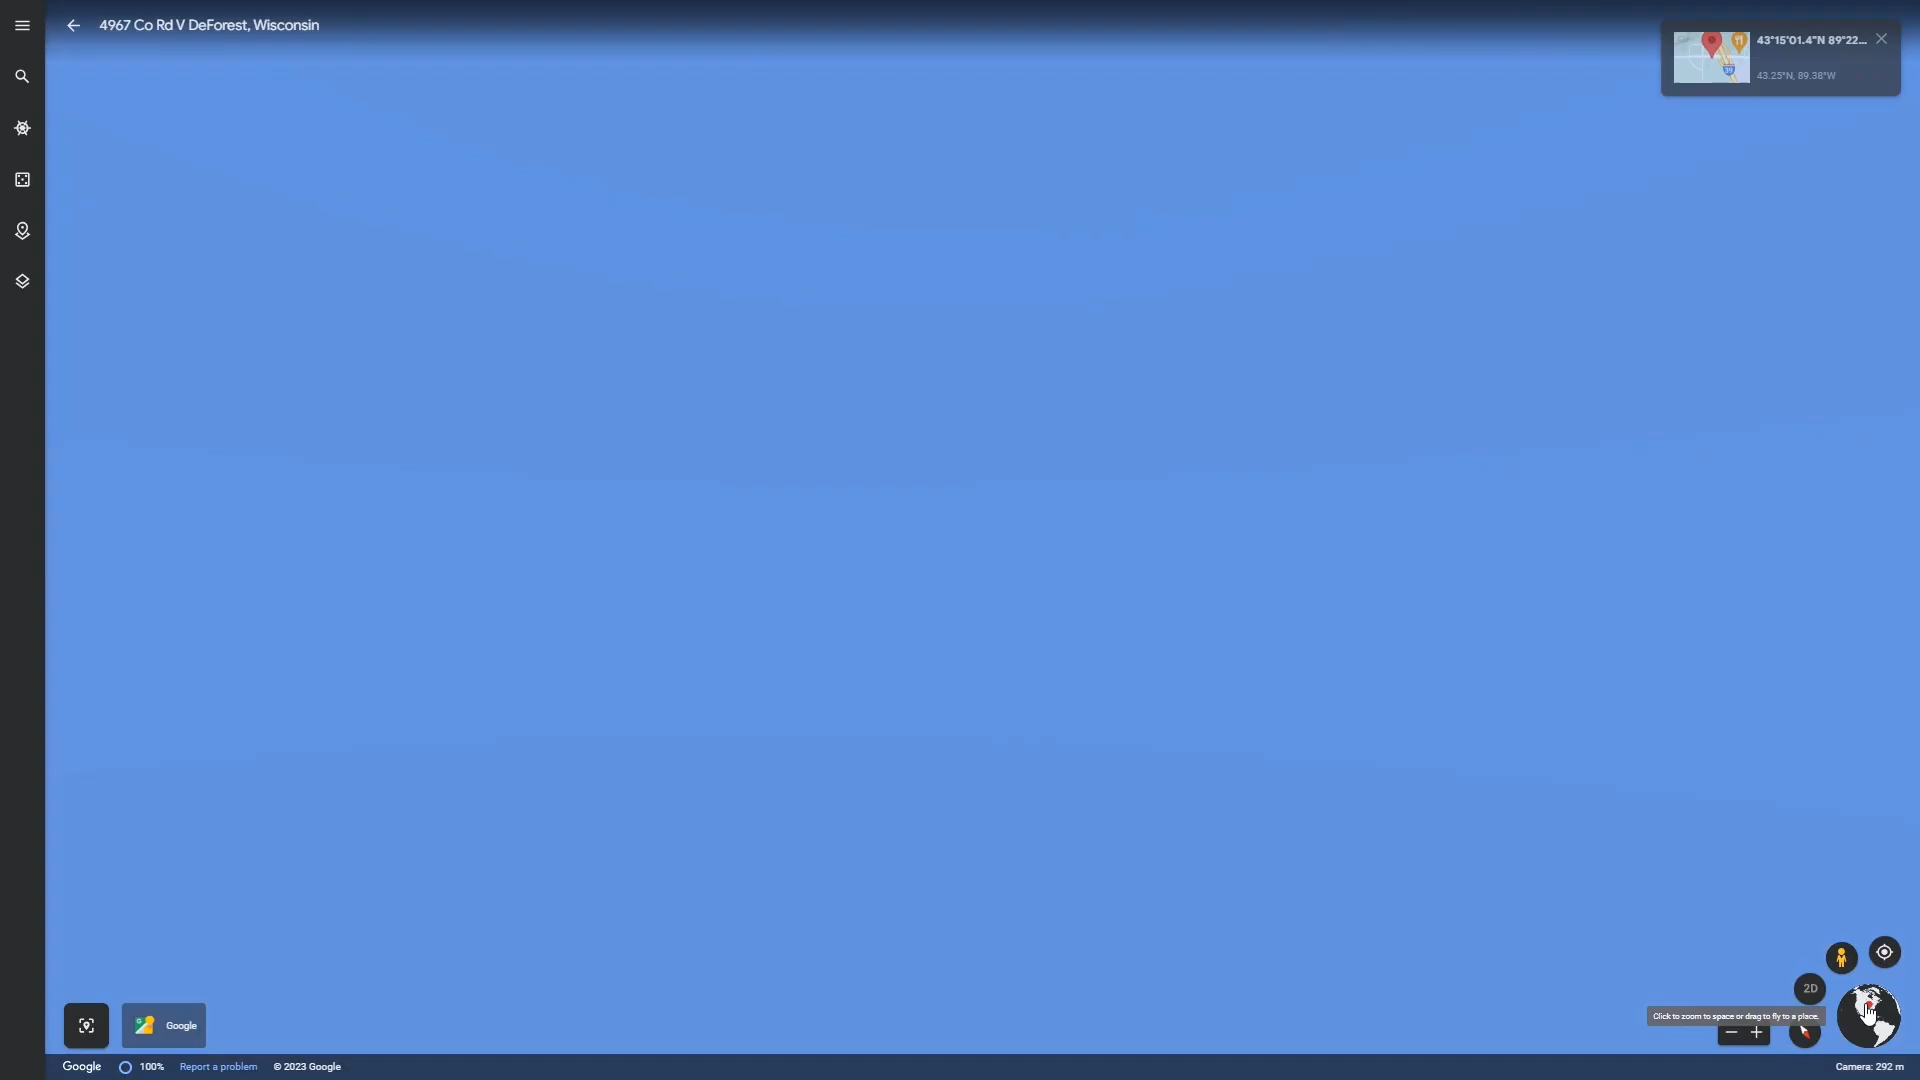 4967 Co Rd V DeForest, Wisconsin
43°15'01.4"N 89°22...
43.25°N, 89.38°W
39
2D
Click to zoom to space or drag to fly to a place.
Google
Google
100%
Report a problem
© 2023 Google
Camera: 292 m